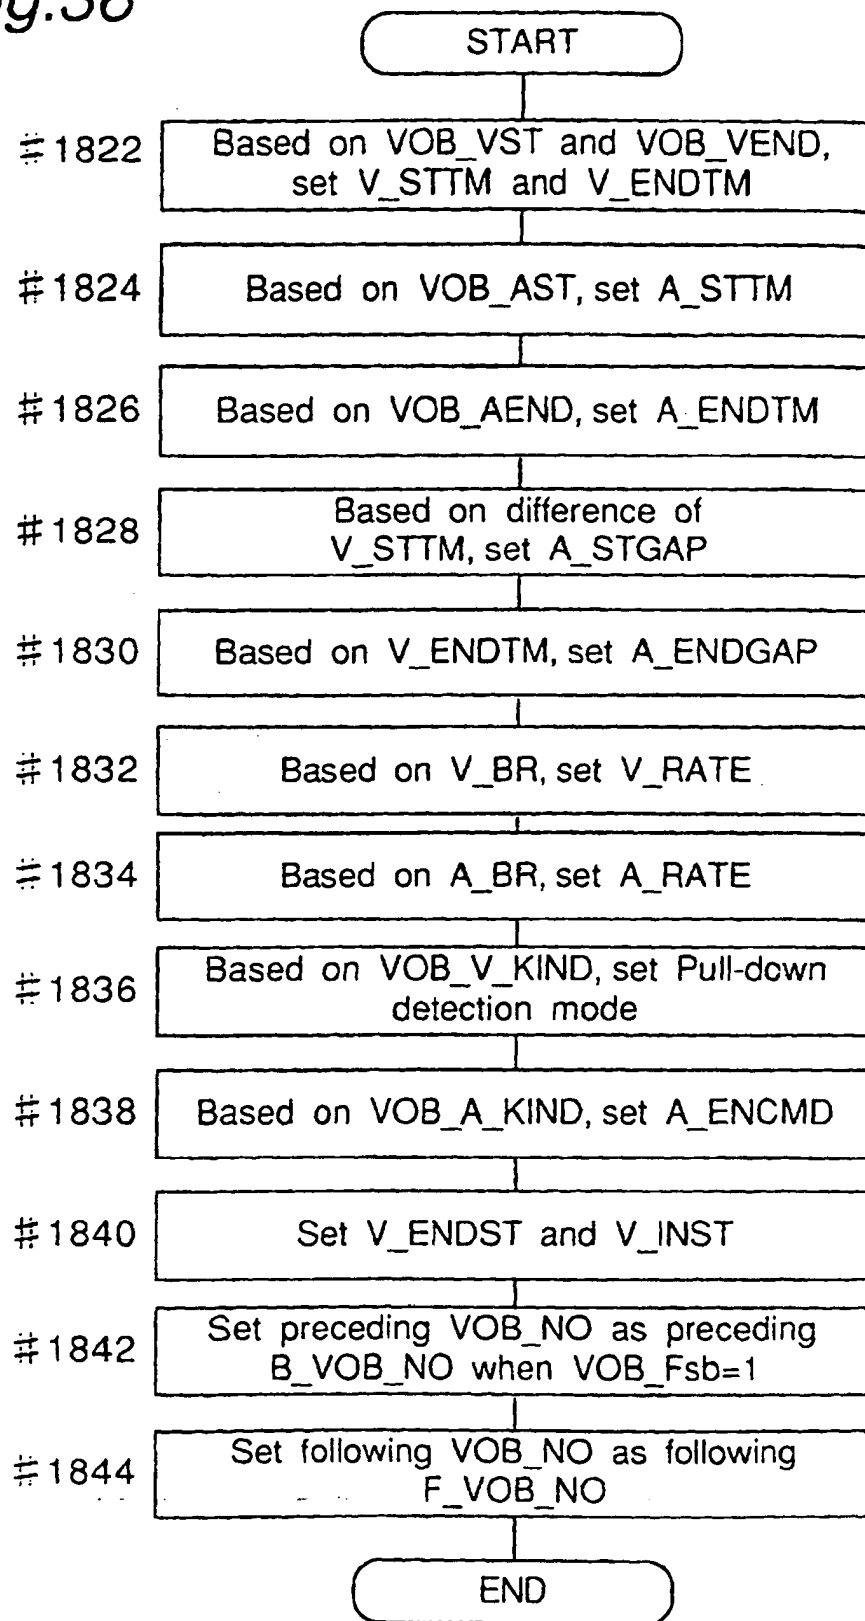 START
#1822
Based on VOB_VST and VOB_VEND,
set V_STTM and V_ENDTM
#1824
Based on VOB_AST, set A_STTM
#1826
Based on VOB_AEND, set A_ENDTM
#1828
Based on difference of
V_STTM, set A_STGAP
#1830
Based on V_ENDTM, set A_ENDGAP
#1832
Based on V_BR, set V_RATE
#1834
Based on A_BR, set A_RATE
#1836
Based on VOB_V_KIND, set Pull-down
detection mode
#1838
Based on VOB_A_KIND, set A_ENCMD
#1840
Set V_ENDST and V_INST
#1842
Set preceding VOB_NO as preceding
B_VOB_NO when VOB_Fsb=1
#1844
Set following VOB_NO as following
F_VOB_NO
END